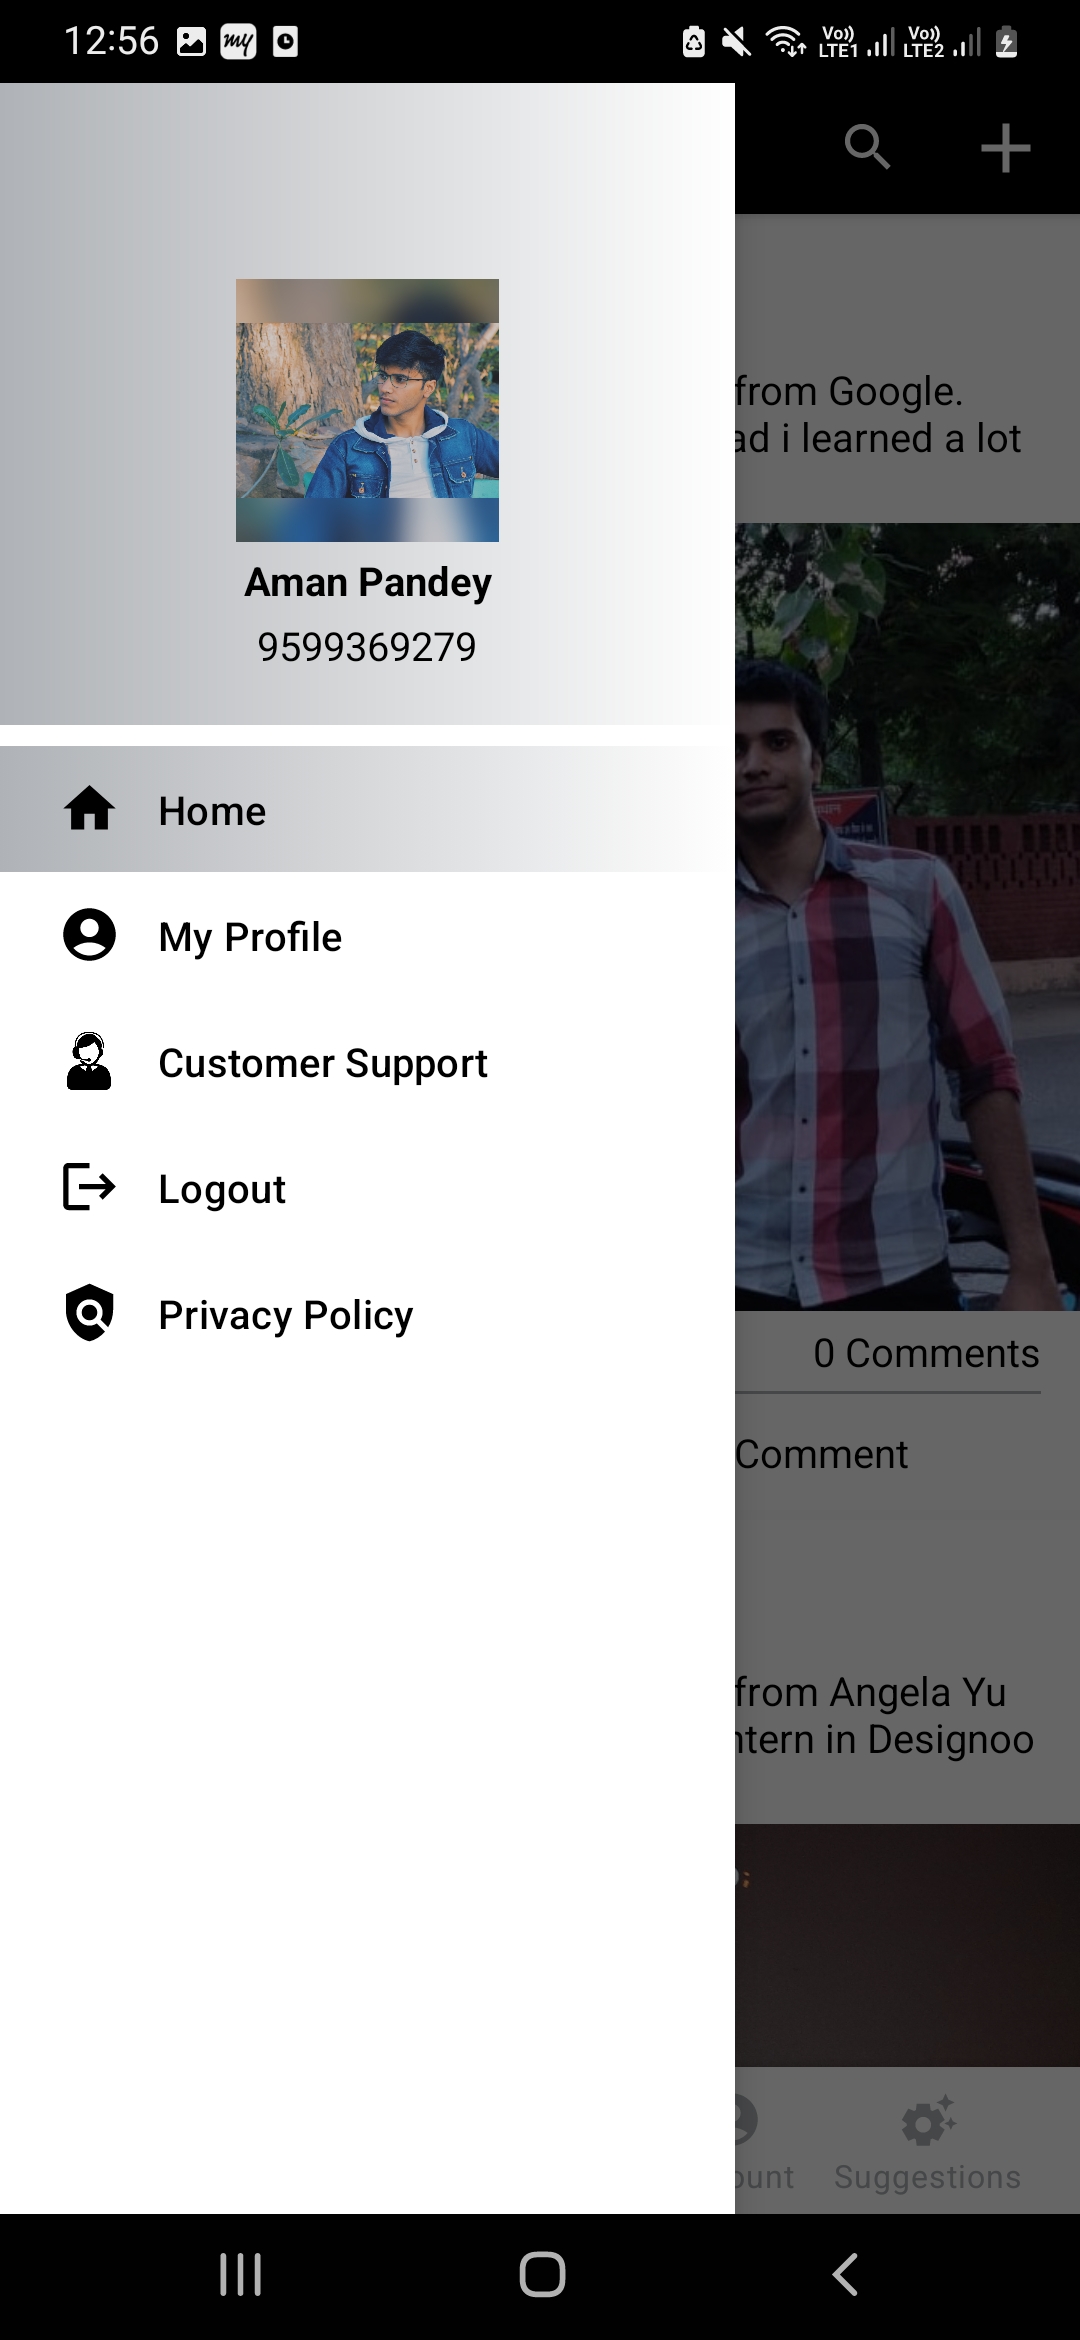 12:56 my Vo)) LTE1 Vo)) LTE2
from Google.
ad i learned a lot
Aman Pandey
9599369279
Home
My Profile
Customer Support
Logout
Privacy Policy
0 Comments
Comment
from Angela Yu
ntern in Designoo
ount
Suggestions